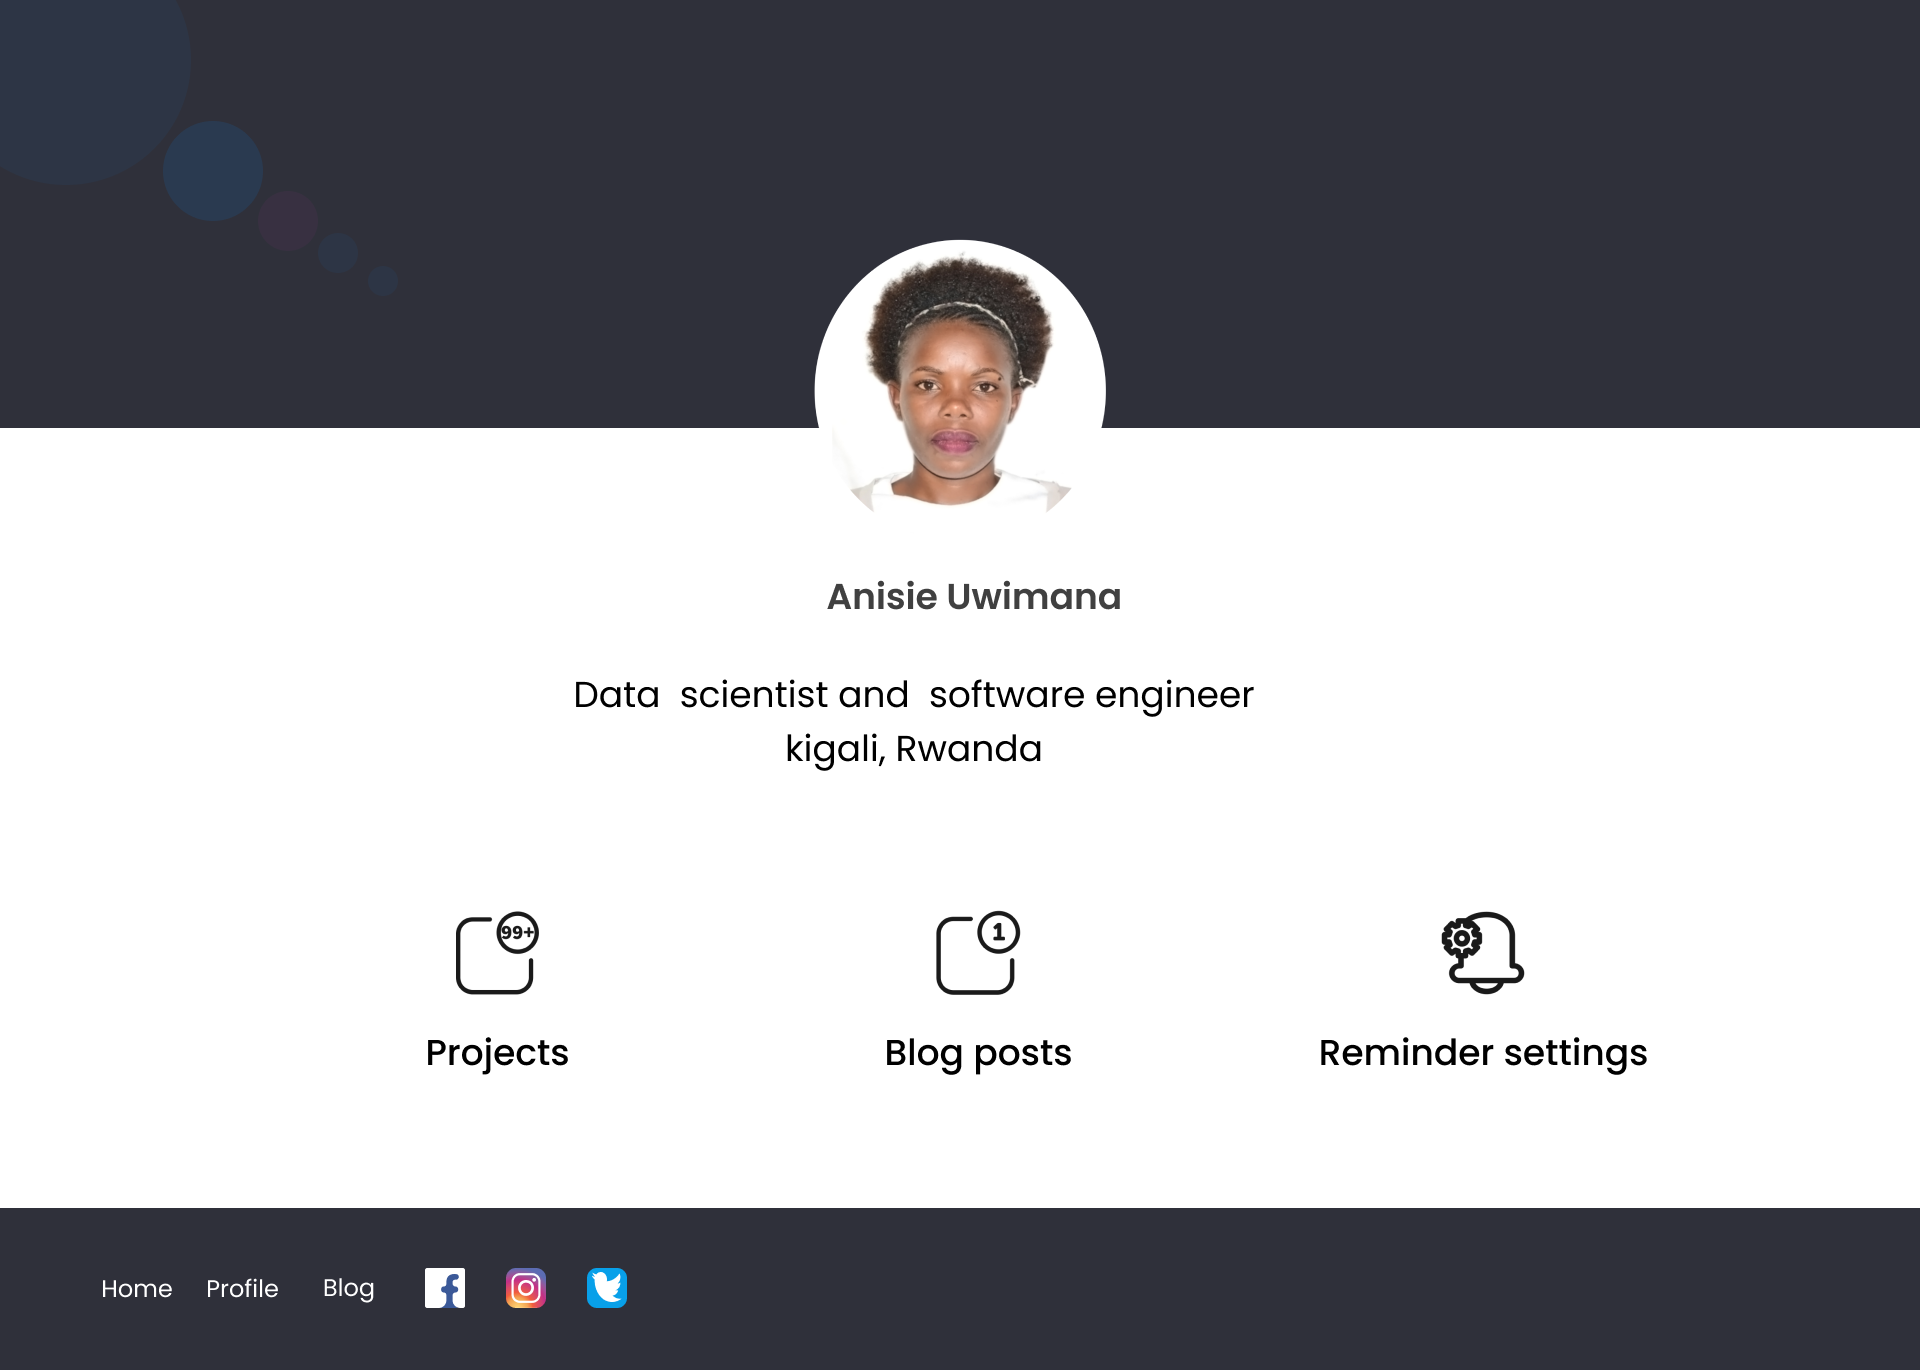 Anisie Uwimana
Data  scientist and  software engineer
kigali, Rwanda
99+
1
Projects
Blog posts
Reminder settings
Home
Profile
Blog